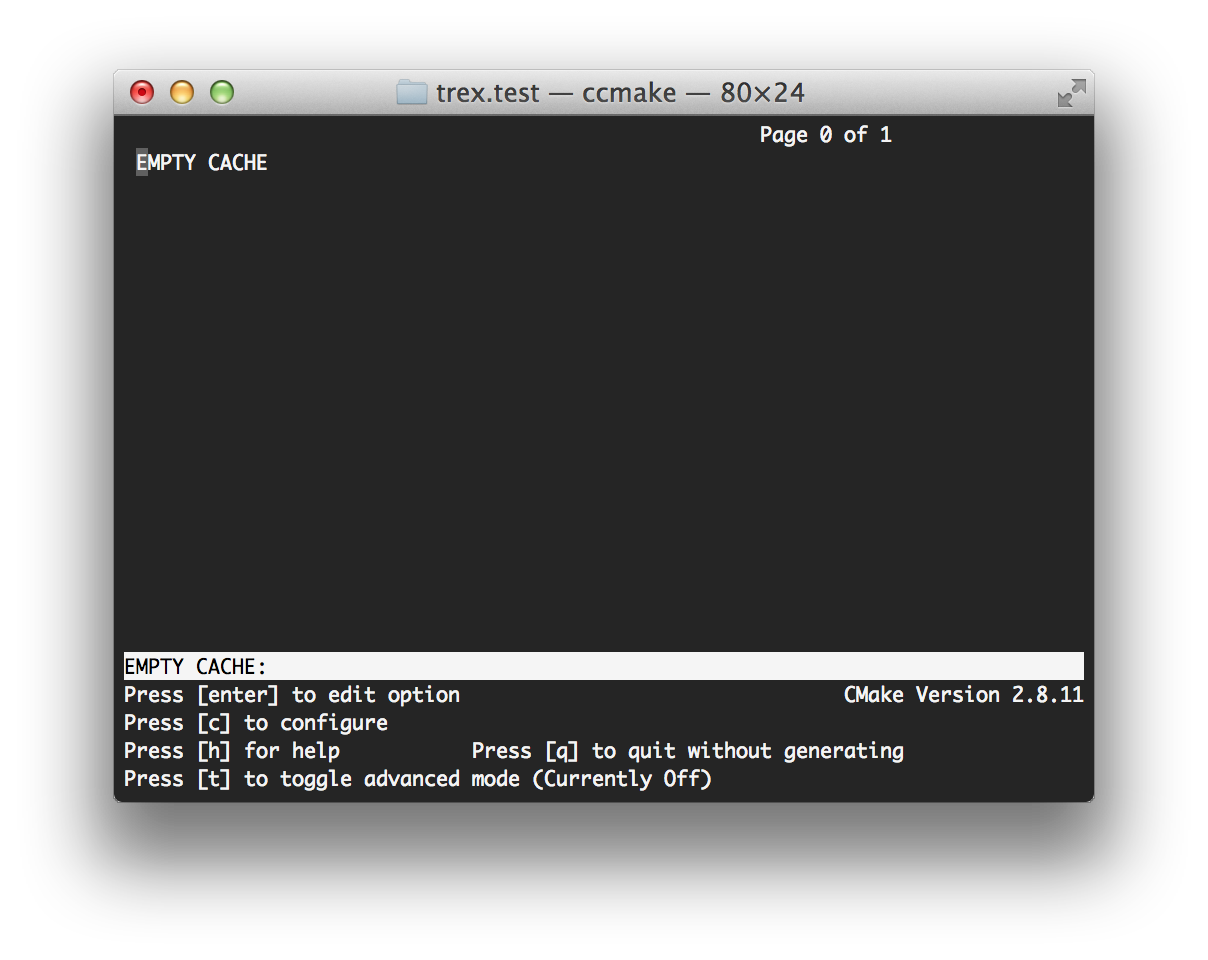 trex.test — ccmake — 80×24
Page 0 of 1
EMPTY CACHE
EMPTY CACHE:
Press [enter] to edit option CMake Version 2.8.11
Press [c] to configure
Press [h] for help Press [q] to quit without generating
Press [t] to toggle advanced mode (Currently Off)